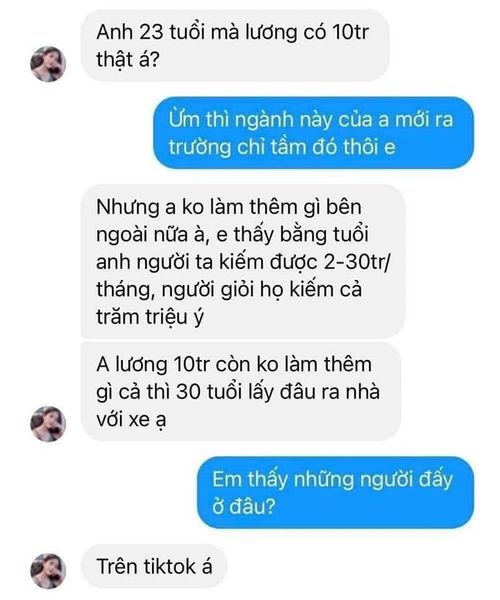 Anh 23 tuổi mà lương có 10tr
thật á?
Ừm thì ngành này của a mới ra
trường chỉ tầm đó thôi e
Nhưng a ko làm thêm gì bên
ngoài nữa à, e thấy bằng tuổi
anh người ta kiếm được 2-30tr/
tháng, người giỏi họ kiếm cả
trăm triệu ý
A lương 10tr còn ko làm thêm
gì cả thì 30 tuổi lấy đâu ra nhà
với xe ạ
Em thấy những người đấy
ở đâu?
Trên tiktok á